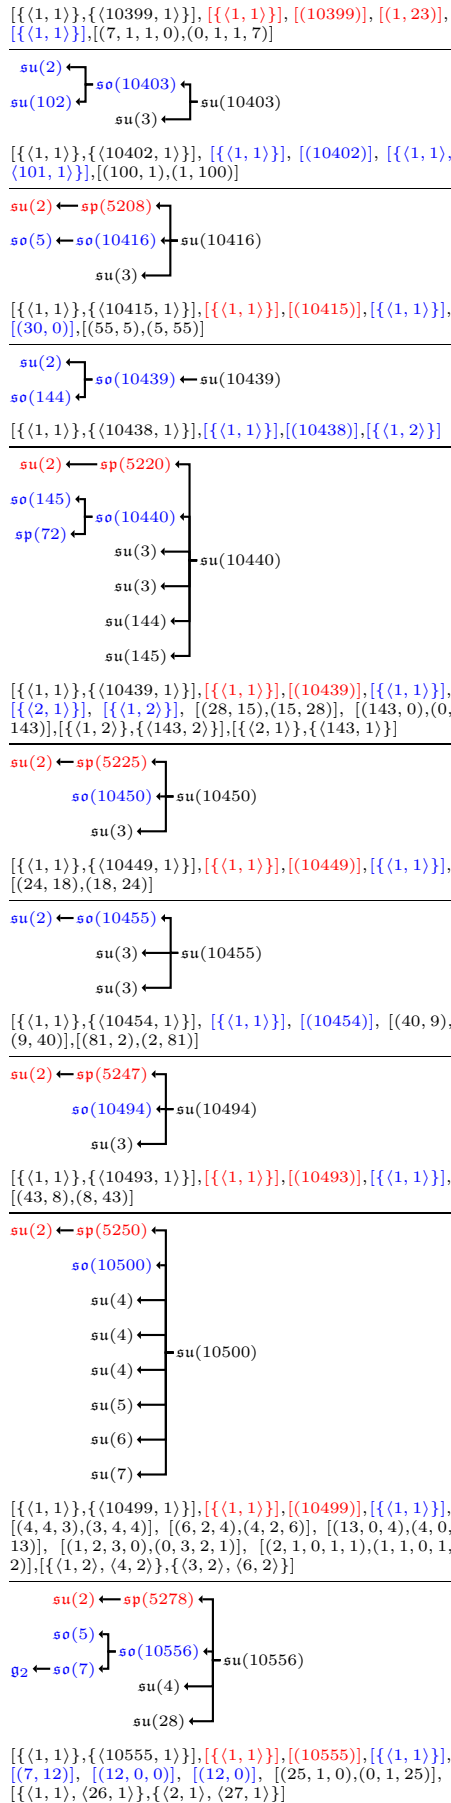 [{⟨1, 1⟩},{⟨10399, 1⟩}], [{⟨1, 1⟩}], [(10399)], [(1, 23)],
[{⟨1, 1⟩}],[(7, 1, 1, 0),(0, 1, 1, 7)]
𝔰𝔲(2)
𝔰𝔬(10403)
𝔰𝔲(102)
𝔰𝔲(10403)
𝔰𝔲(3)
[{⟨1, 1⟩},{⟨10402, 1⟩}], [{⟨1, 1⟩}], [(10402)], [{⟨1, 1⟩,
⟨101, 1⟩}],[(100, 1),(1, 100)]
𝔰𝔲(2) 𝔰𝔭(5208)
𝔰𝔬(5) 𝔰𝔬(10416) 𝔰𝔲(10416)
𝔰𝔲(3)
[{⟨1, 1⟩},{⟨10415, 1⟩}],[{⟨1, 1⟩}],[(10415)],[{⟨1, 1⟩}],
[(30, 0)],[(55, 5),(5, 55)]
𝔰𝔲(2)
𝔰𝔬(10439) 𝔰𝔲(10439)
𝔰𝔬(144)
[{⟨1, 1⟩},{⟨10438, 1⟩}],[{⟨1, 1⟩}],[(10438)],[{⟨1, 2⟩}]
𝔰𝔲(2) 𝔰𝔭(5220)
𝔰𝔬(145)
𝔰𝔬(10440)
𝔰𝔭(72)
𝔰𝔲(3)
𝔰𝔲(10440)
𝔰𝔲(3)
𝔰𝔲(144)
𝔰𝔲(145)
[{⟨1, 1⟩},{⟨10439, 1⟩}],[{⟨1, 1⟩}],[(10439)],[{⟨1, 1⟩}],
[{⟨2, 1⟩}], [{⟨1, 2⟩}], [(28, 15),(15, 28)], [(143, 0),(0,
143)],[{⟨1, 2⟩},{⟨143, 2⟩}],[{⟨2, 1⟩},{⟨143, 1⟩}]
𝔰𝔲(2) 𝔰𝔭(5225)
𝔰𝔬(10450) 𝔰𝔲(10450)
𝔰𝔲(3)
[{⟨1, 1⟩},{⟨10449, 1⟩}],[{⟨1, 1⟩}],[(10449)],[{⟨1, 1⟩}],
[(24, 18),(18, 24)]
𝔰𝔲(2) 𝔰𝔬(10455)
𝔰𝔲(3) 𝔰𝔲(10455)
𝔰𝔲(3)
[{⟨1, 1⟩},{⟨10454, 1⟩}], [{⟨1, 1⟩}], [(10454)], [(40, 9),
(9, 40)],[(81, 2),(2, 81)]
𝔰𝔲(2) 𝔰𝔭(5247)
𝔰𝔬(10494) 𝔰𝔲(10494)
𝔰𝔲(3)
[{⟨1, 1⟩},{⟨10493, 1⟩}],[{⟨1, 1⟩}],[(10493)],[{⟨1, 1⟩}],
[(43, 8),(8, 43)]
𝔰𝔲(2) 𝔰𝔭(5250)
𝔰𝔬(10500)
𝔰𝔲(4)
𝔰𝔲(4)
𝔰𝔲(10500)
𝔰𝔲(4)
𝔰𝔲(5)
𝔰𝔲(6)
𝔰𝔲(7)
[{⟨1, 1⟩},{⟨10499, 1⟩}],[{⟨1, 1⟩}],[(10499)],[{⟨1, 1⟩}],
[(4, 4, 3),(3, 4, 4)], [(6, 2, 4),(4, 2, 6)], [(13, 0, 4),(4, 0,
13)], [(1, 2, 3, 0),(0, 3, 2, 1)], [(2, 1, 0, 1, 1),(1, 1, 0, 1,
2)],[{⟨1, 2⟩, ⟨4, 2⟩},{⟨3, 2⟩, ⟨6, 2⟩}]
𝔰𝔲(2) 𝔰𝔭(5278)
𝔰𝔬(5)
𝔰𝔬(10556)
𝔤₂ 𝔰𝔬(7)
𝔰𝔲(10556)
𝔰𝔲(4)
𝔰𝔲(28)
[{⟨1, 1⟩},{⟨10555, 1⟩}],[{⟨1, 1⟩}],[(10555)],[{⟨1, 1⟩}],
[(7, 12)], [(12, 0, 0)], [(12, 0)], [(25, 1, 0),(0, 1, 25)],
[{⟨1, 1⟩, ⟨26, 1⟩},{⟨2, 1⟩, ⟨27, 1⟩}]